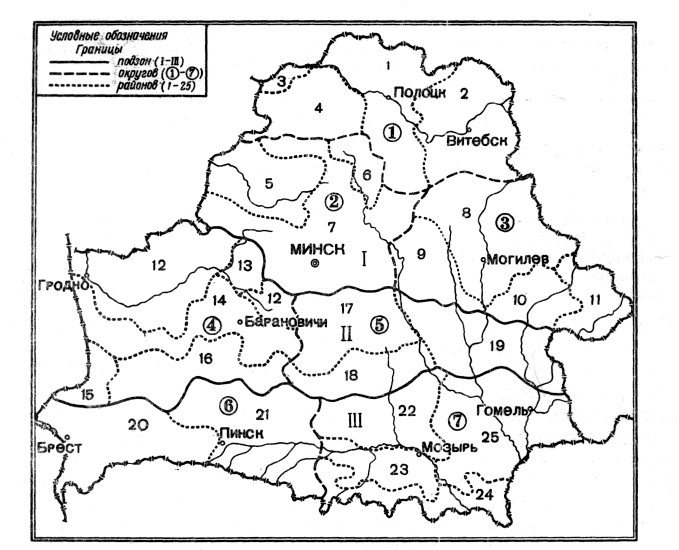 Условные обозначения
Границы
подзон (I-III)
округов (①-⑦)
районов (1-25)
1
3
Полоцк
2
4
①
Витебск
5
6
②
8
③
7
МИНСК
I
9
Могилев
12
13
Гродно
12
14
10
11
④
Барановичи
17
II
⑤
16
19
18
15
⑥
21
III
22
⑦
Гомель
20
Пинск
25
Брест
Мозырь
23
24